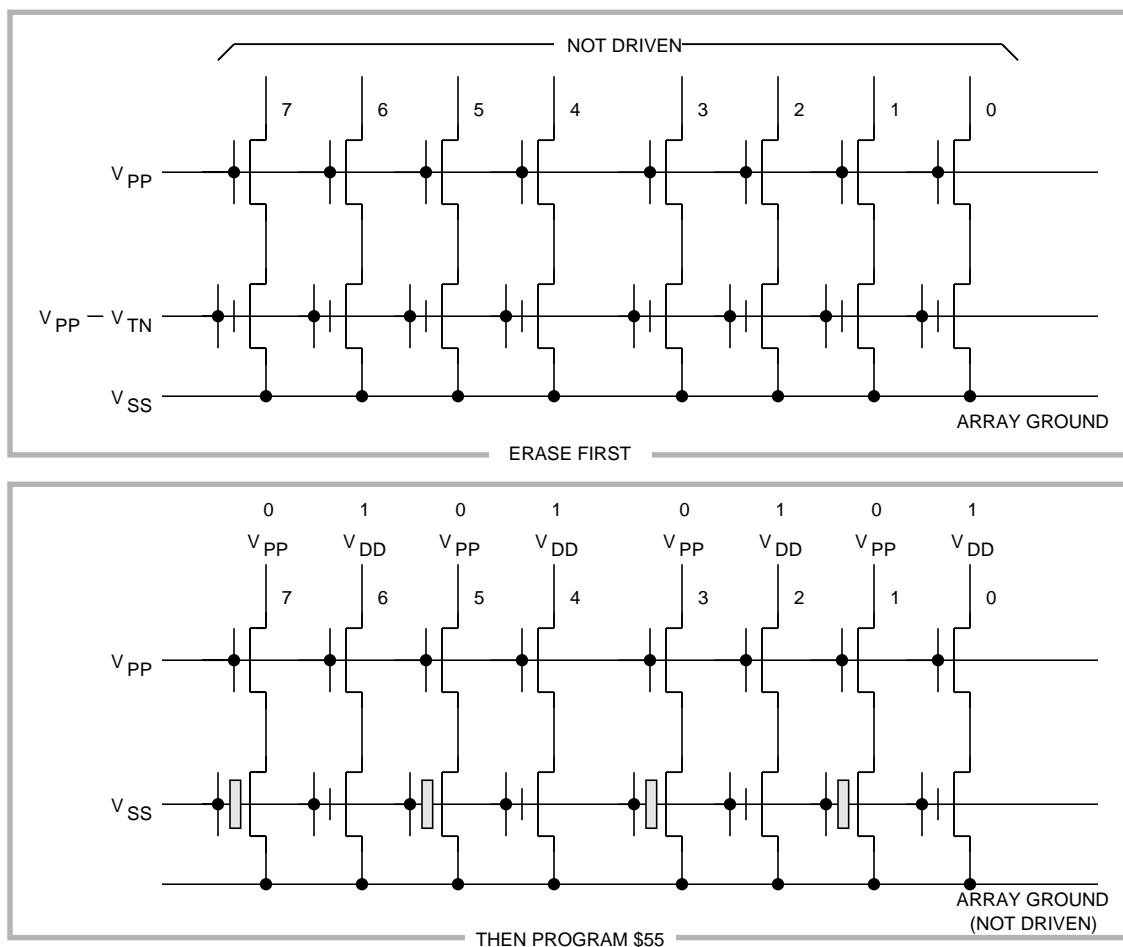 NOT DRIVEN
7 6 5 4 3 2 1 0
V PP
V PP — V TN
V SS
ARRAY GROUND
ERASE FIRST
0 1 0 1 0 1 0 1
V PP V DD V PP V DD V PP V DD V PP V DD
7 6 5 4 3 2 1 0
V PP
V SS
ARRAY GROUND
(NOT DRIVEN)
THEN PROGRAM $55